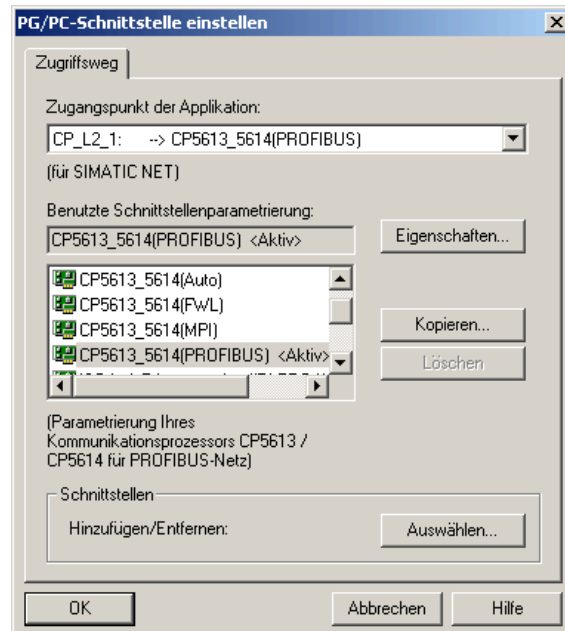 PG/PC-Schnittstelle einstellen
Zugriffsweg
Zugangspunkt der Applikation:
CP_L2_1: --> CP5613_5614(PROFIBUS)
(für SIMATIC NET)
Benutzte Schnittstellenparametrierung:
CP5613_5614(PROFIBUS) <Aktiv>
Eigenschaften...
CP5613_5614(Auto)
CP5613_5614(FWL)
CP5613_5614(MPI)
CP5613_5614(PROFIBUS) <Aktiv>
Kopieren...
Löschen
(Parametrierung Ihres
Kommunikationsprozessors CP5613 /
CP5614 für PROFIBUS-Netz)
Schnittstellen
Hinzufügen/Entfernen:
Auswählen...
OK
Abbrechen
Hilfe